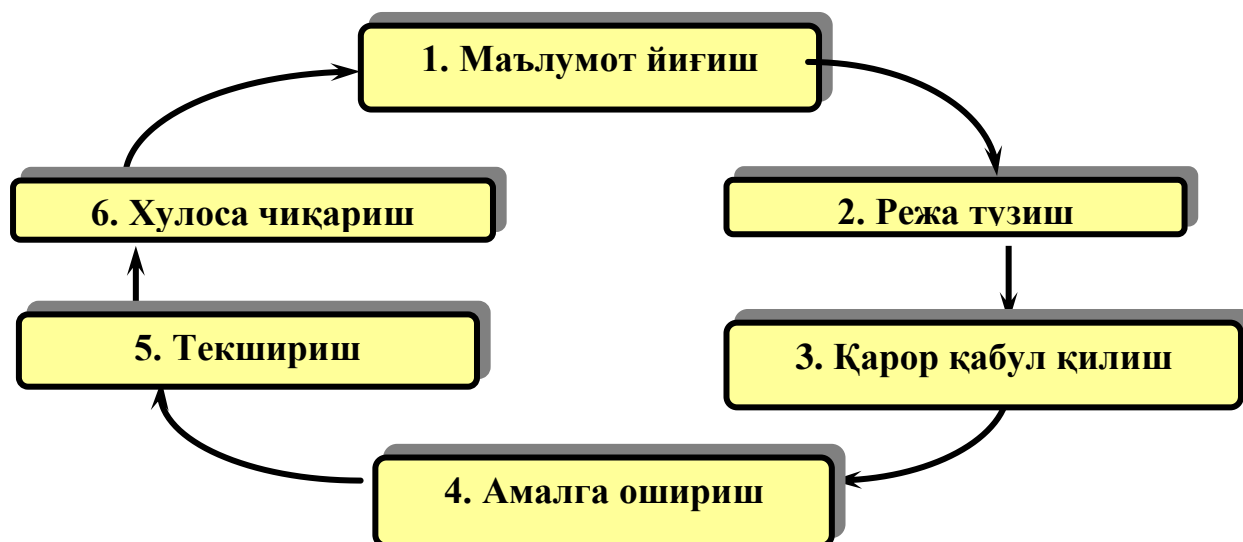 1. Маълумот йиғиш
2. Режа тузиш
3. Қарор қабул қилиш
4. Амалга ошириш
5. Текшириш
6. Хулоса чиқариш